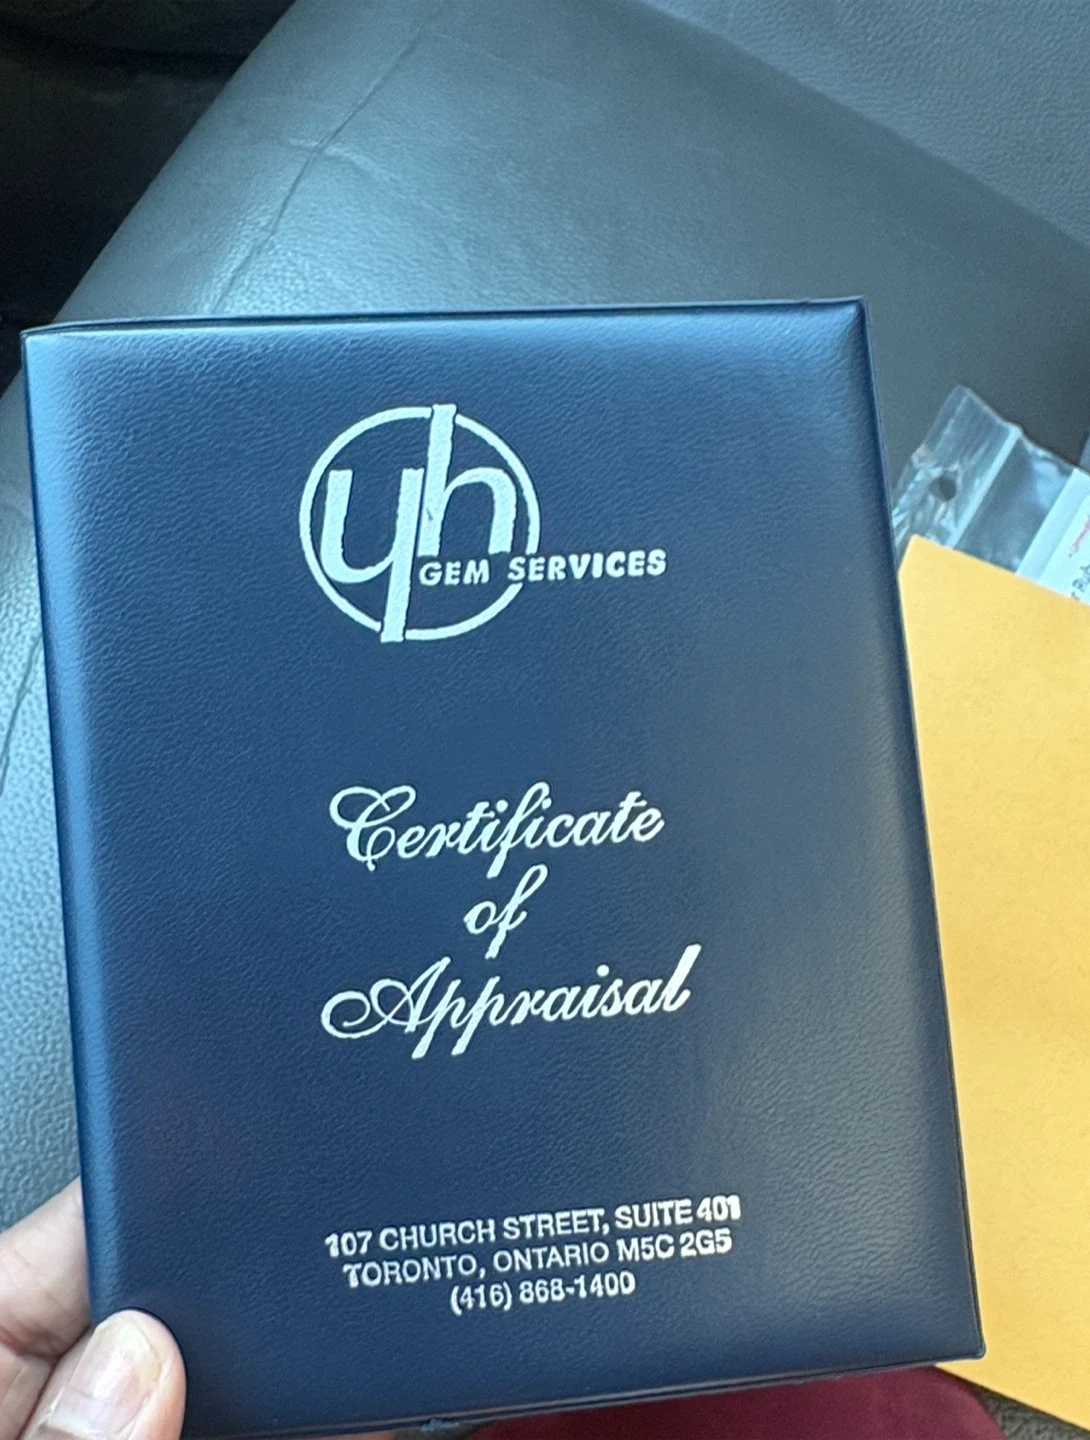 yh
GEM SERVICES
Certificate
of
Appraisal
107 CHURCH STREET, SUITE 401
TORONTO, ONTARIO M5C 2G5
(416) 868-1400